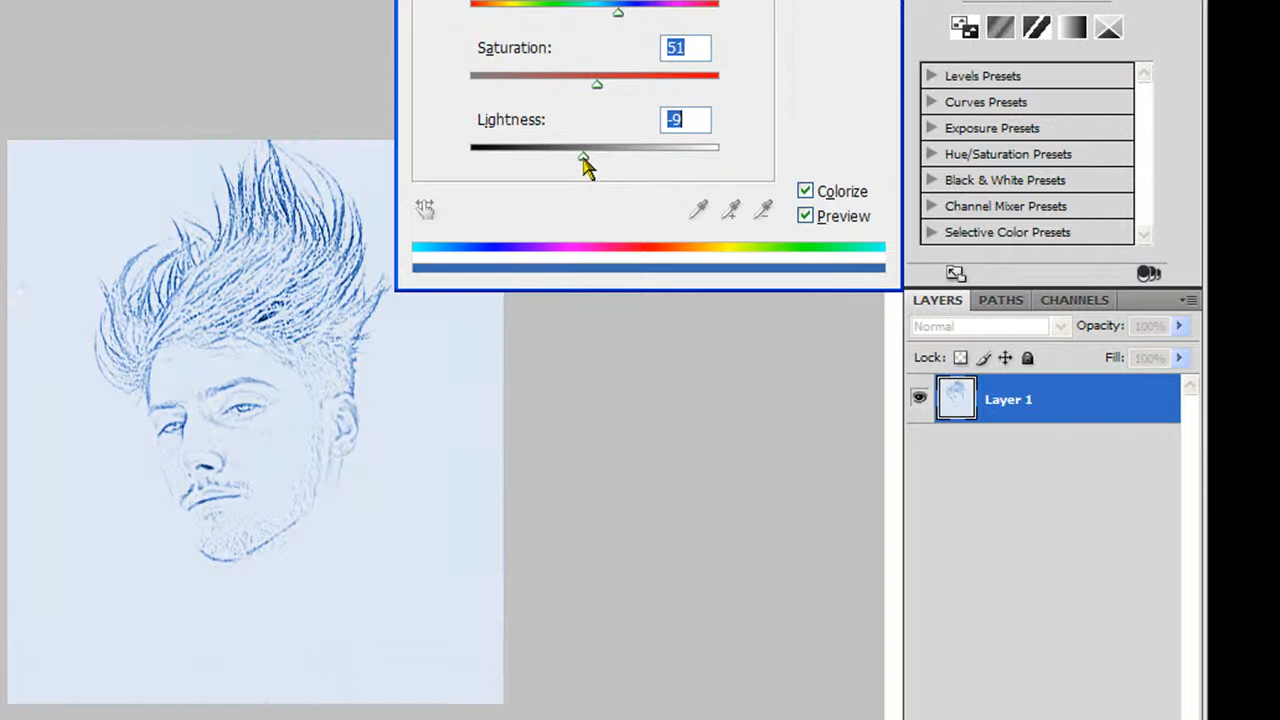 Saturation: 51
Lightness: -9
Colorize
Preview
Levels Presets
Curves Presets
Exposure Presets
Hue/Saturation Presets
Black & White Presets
Channel Mixer Presets
Selective Color Presets
LAYERS PATHS CHANNELS
Normal Opacity: 100%
Lock: Fill: 100%
Layer 1